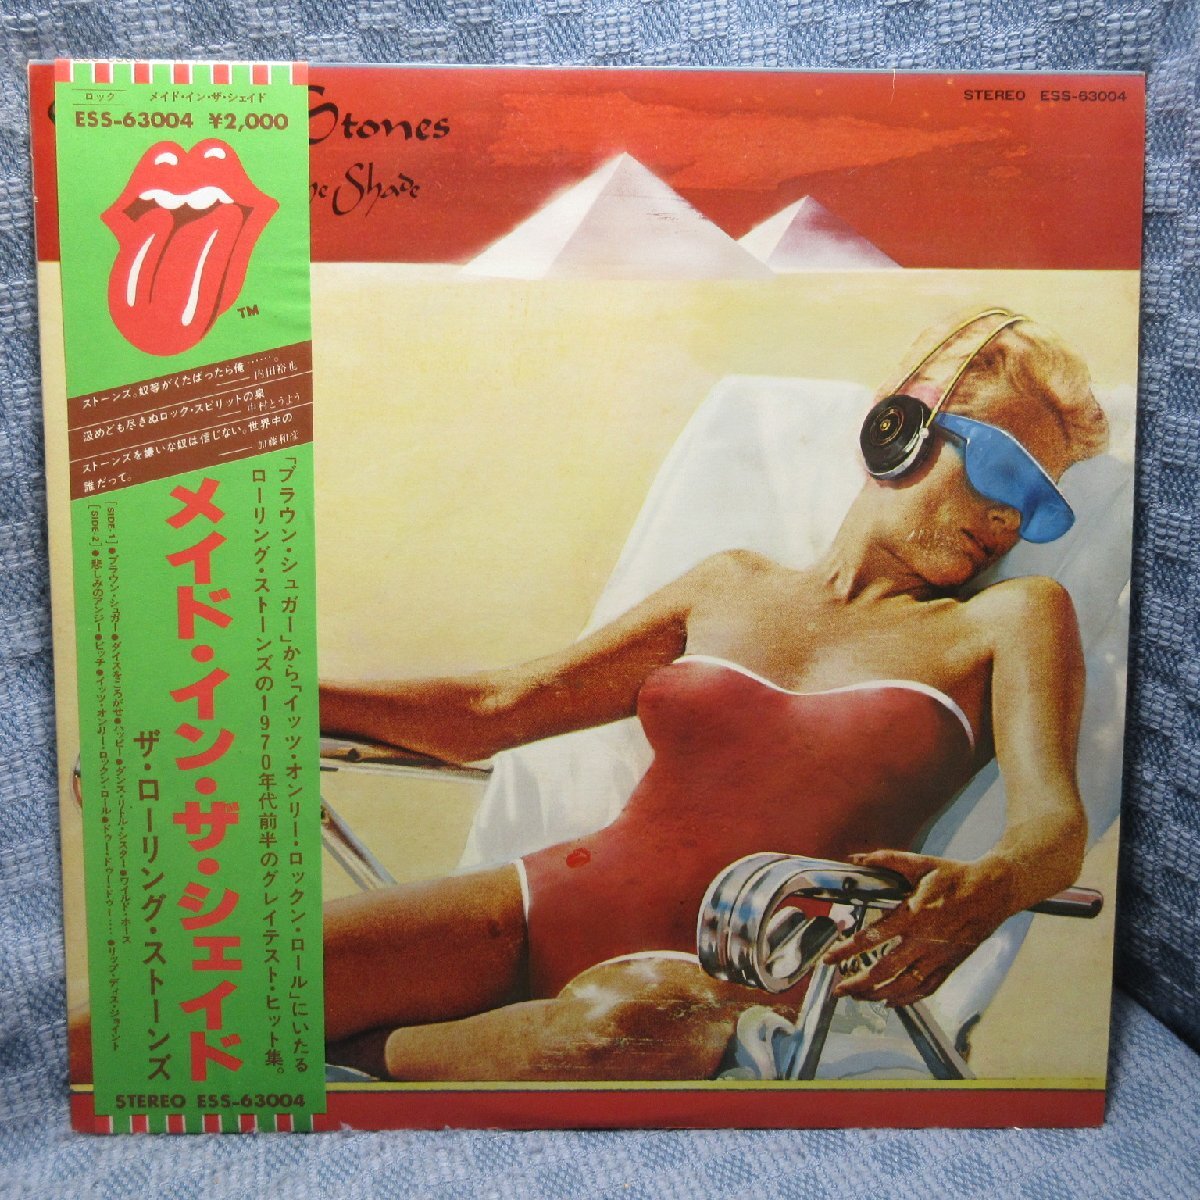 ロック メイド・イン・ザ・シェイド
ESS-63004 ¥2,000
TM
ストーンズ。奴等がくたばったら俺……。
内田裕也
汲めども尽きぬロック・スピリットの泉
中村とうよう
ストーンズを嫌いな奴は信じない。世界中の
誰だって。
加藤和彦
「ブラウン・シュガー」から「イッツ・オンリー・ロックン・ロール」にいたる
ローリング・ストーンズの1970年代前半のグレイテスト・ヒット集。
メイド・イン・ザ・シェイド
ザ・ローリング・ストーンズ
[SIDE.1] ●ブラウン・シュガー●ダイスをころがせ●ハッピー●ダンス・リトル・シスター●ワイルド・ホース
[SIDE.2] ●悲しみのアンジー●ビッチ●イッツ・オンリー・ロックン・ロール●ドゥー・ドゥー・ドゥー……●リップ・ディス・ジョイント
STEREO ESS-63004
STEREO ESS-63004
Stones
Shade